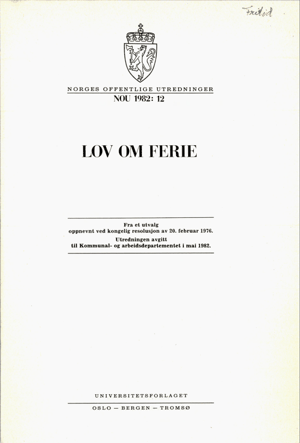 NORGES OFFENTLIGE UTREDNINGER
NOU 1982: 12
LOV OM FERIE
Fra et utvalg
oppnevnt ved kongelig resolusjon av 20. februar 1976.
Utredningen avgitt
til Kommunal- og arbeidsdepartementet i mai 1982.
UNIVERSITETSFORLAGET
OSLO — BERGEN — TROMSØ